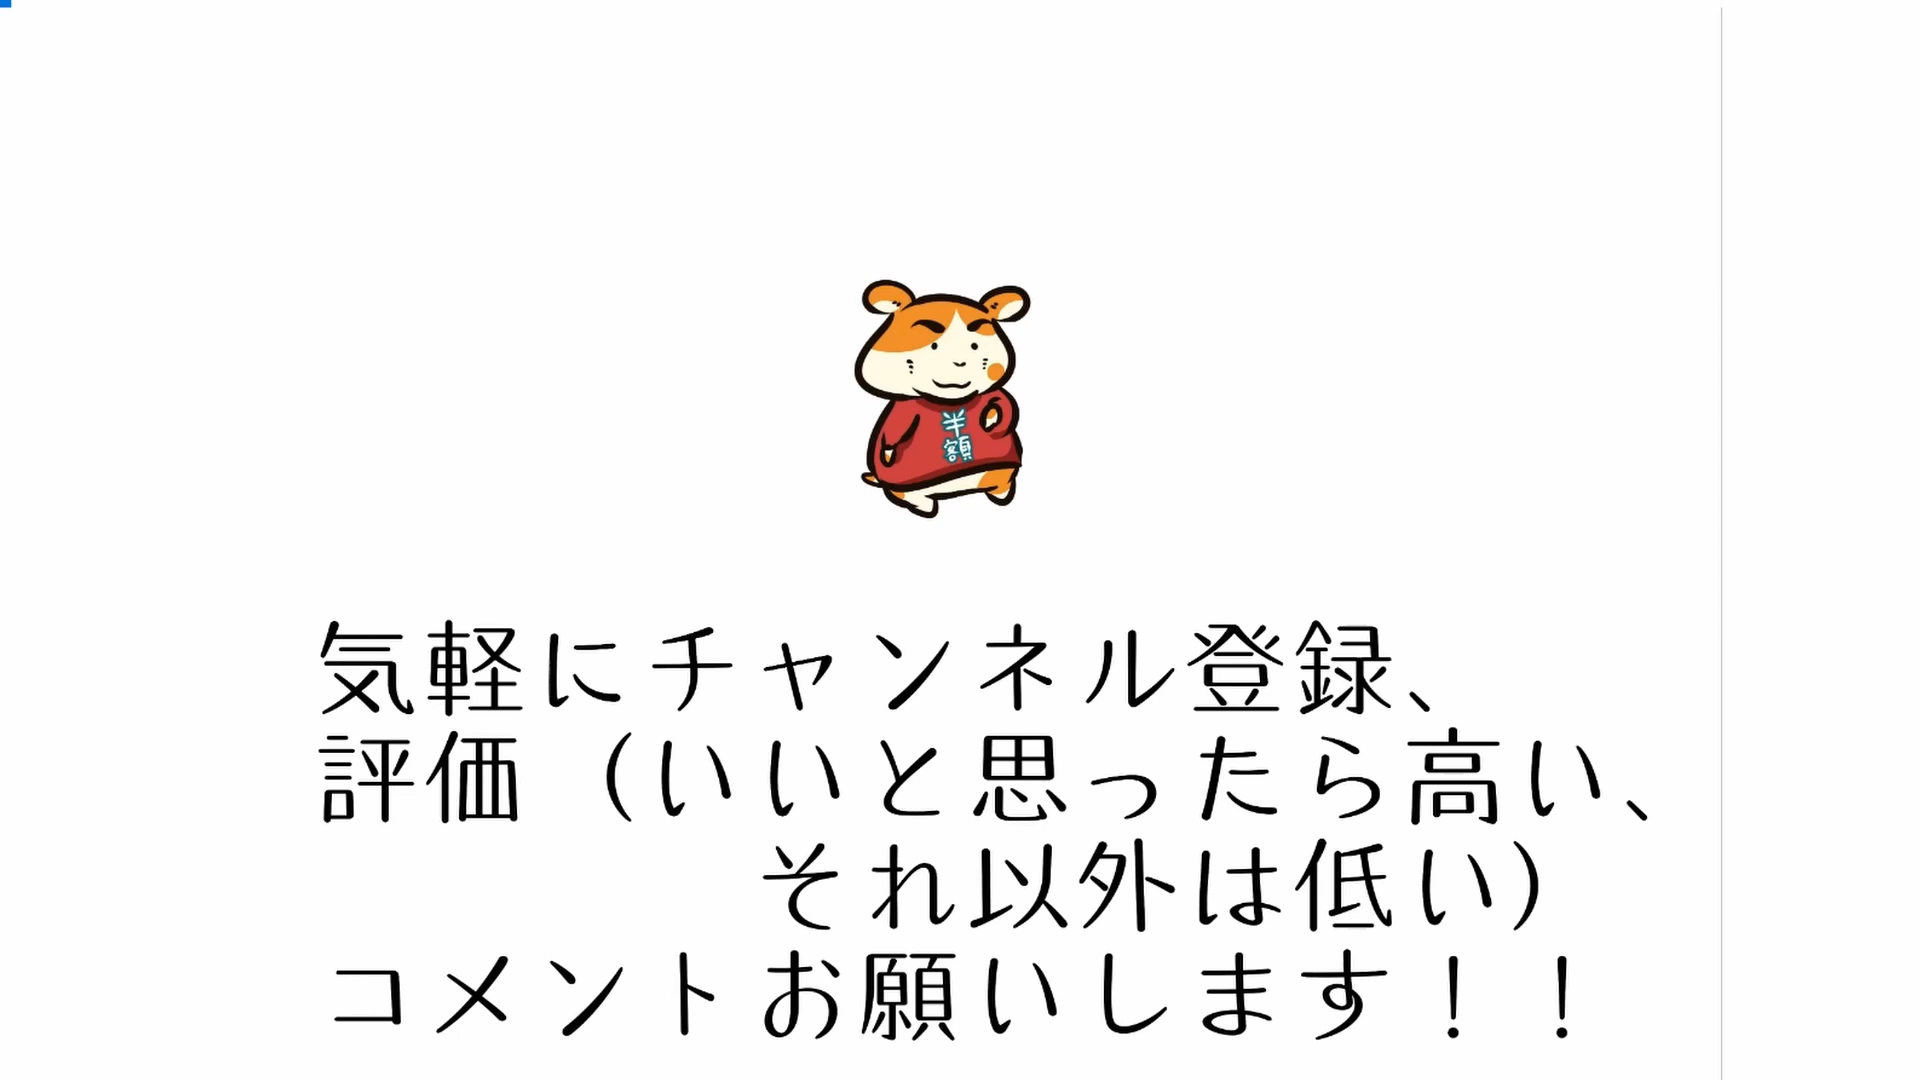 半
額
気軽にチャンネル登録、
評価（いいと思ったら高い、
それ以外は低い）
コメントお願いします！！